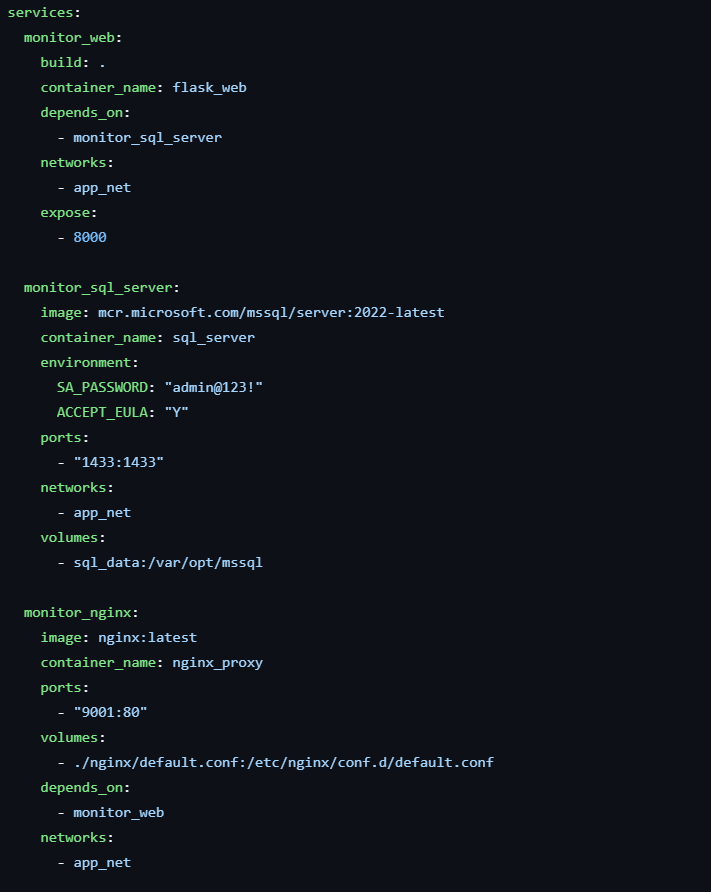 services:
  monitor_web:
    build: .
    container_name: flask_web
    depends_on:
      - monitor_sql_server
    networks:
      - app_net
    expose:
      - 8000

  monitor_sql_server:
    image: mcr.microsoft.com/mssql/server:2022-latest
    container_name: sql_server
    environment:
      SA_PASSWORD: "admin@123!"
      ACCEPT_EULA: "Y"
    ports:
      - "1433:1433"
    networks:
      - app_net
    volumes:
      - sql_data:/var/opt/mssql

  monitor_nginx:
    image: nginx:latest
    container_name: nginx_proxy
    ports:
      - "9001:80"
    volumes:
      - ./nginx/default.conf:/etc/nginx/conf.d/default.conf
    depends_on:
      - monitor_web
    networks:
      - app_net